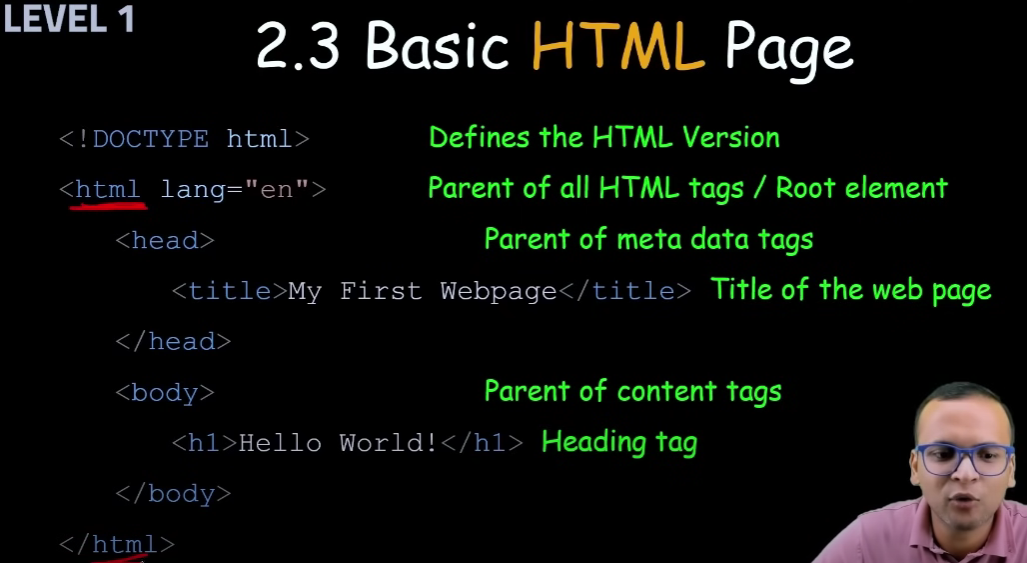 LEVEL 1
2.3 Basic HTML Page
<!DOCTYPE html> Defines the HTML Version
<html lang="en"> Parent of all HTML tags / Root element
<head> Parent of meta data tags
<title>My First Webpage</title> Title of the web page
</head>
<body> Parent of content tags
<h1>Hello World!</h1> Heading tag
</body>
</html>